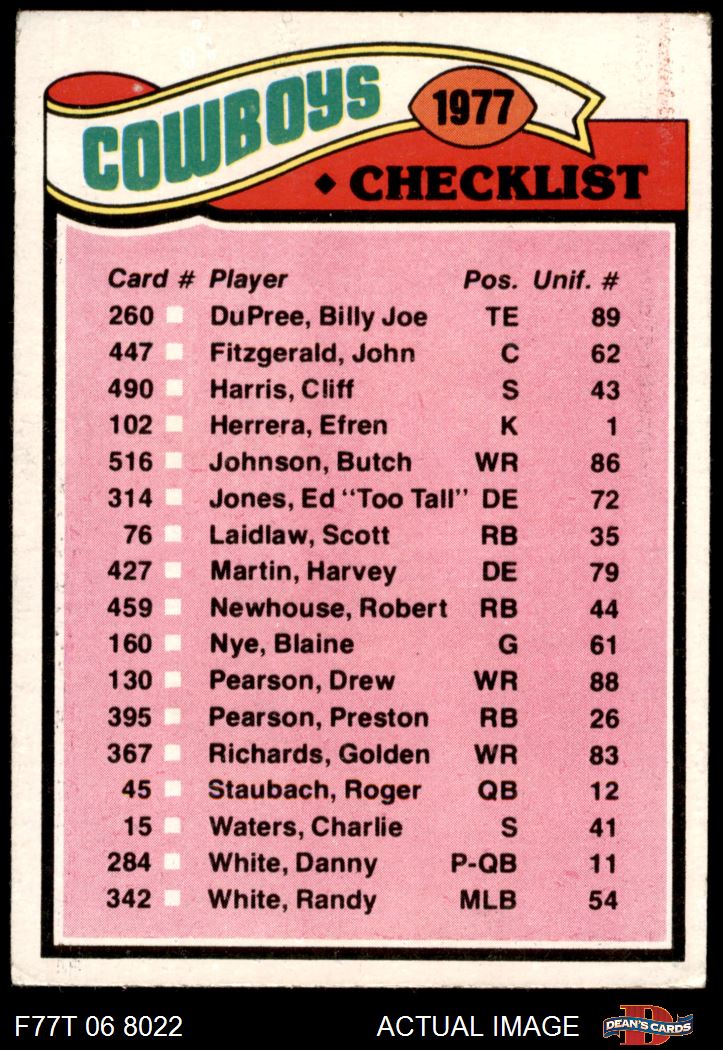 COWBOYS
1977
♦ CHECKLIST
Card # Player Pos. Unif. #
260 DuPree, Billy Joe TE 89
447 Fitzgerald, John C 62
490 Harris, Cliff S 43
102 Herrera, Efren K 1
516 Johnson, Butch WR 86
314 Jones, Ed "Too Tall" DE 72
76 Laidlaw, Scott RB 35
427 Martin, Harvey DE 79
459 Newhouse, Robert RB 44
160 Nye, Blaine G 61
130 Pearson, Drew WR 88
395 Pearson, Preston RB 26
367 Richards, Golden WR 83
45 Staubach, Roger QB 12
15 Waters, Charlie S 41
284 White, Danny P-QB 11
342 White, Randy MLB 54
F77T 06 8022 ACTUAL IMAGE D DEAN'S CARDS